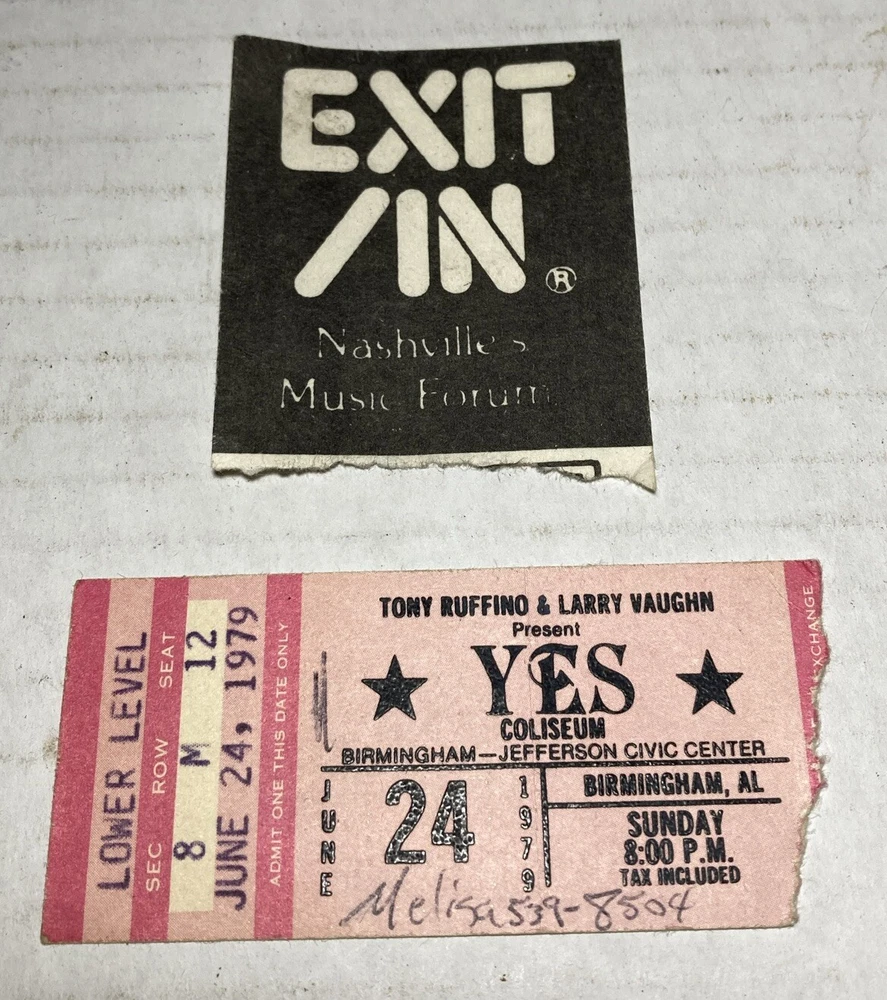 EXIT
/IN ®
Nashville's
Music Forum
LOWER LEVEL
SEC ROW SEAT
8 M 12
JUNE 24, 1979
ADMIT ONE THIS DATE ONLY
TONY RUFFINO & LARRY VAUGHN
Present
★ YES ★
COLISEUM
BIRMINGHAM-JEFFERSON CIVIC CENTER
JUNE 24 1979
BIRMINGHAM, AL
SUNDAY
8:00 P.M.
TAX INCLUDED
Melisa 539-8504